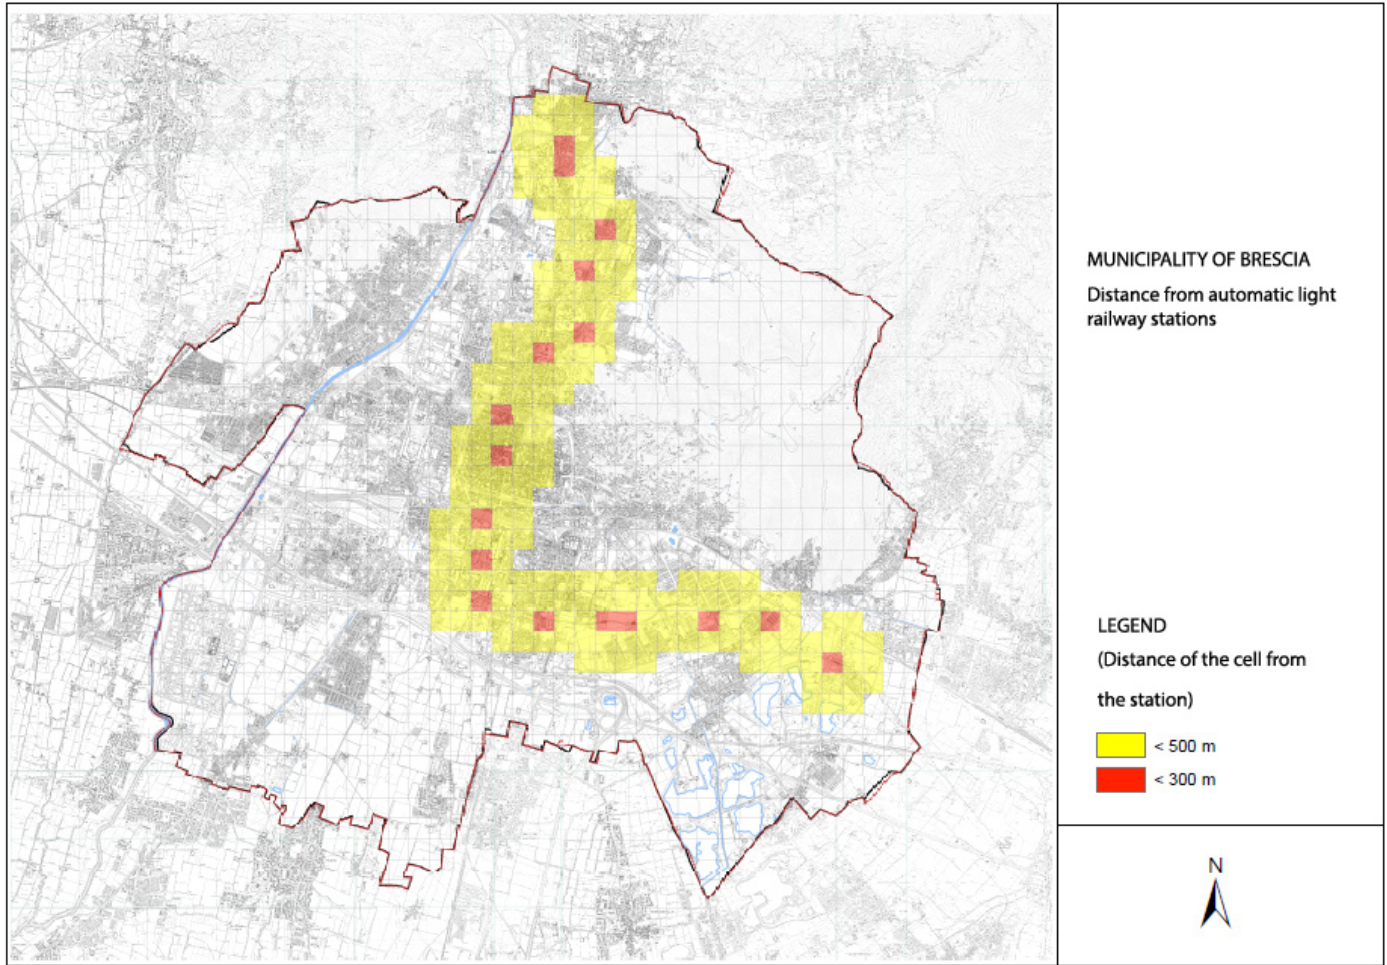 MUNICIPALITY OF BRESCIA
Distance from automatic light
railway stations
LEGEND
(Distance of the cell from
the station)
< 500 m
< 300 m
N